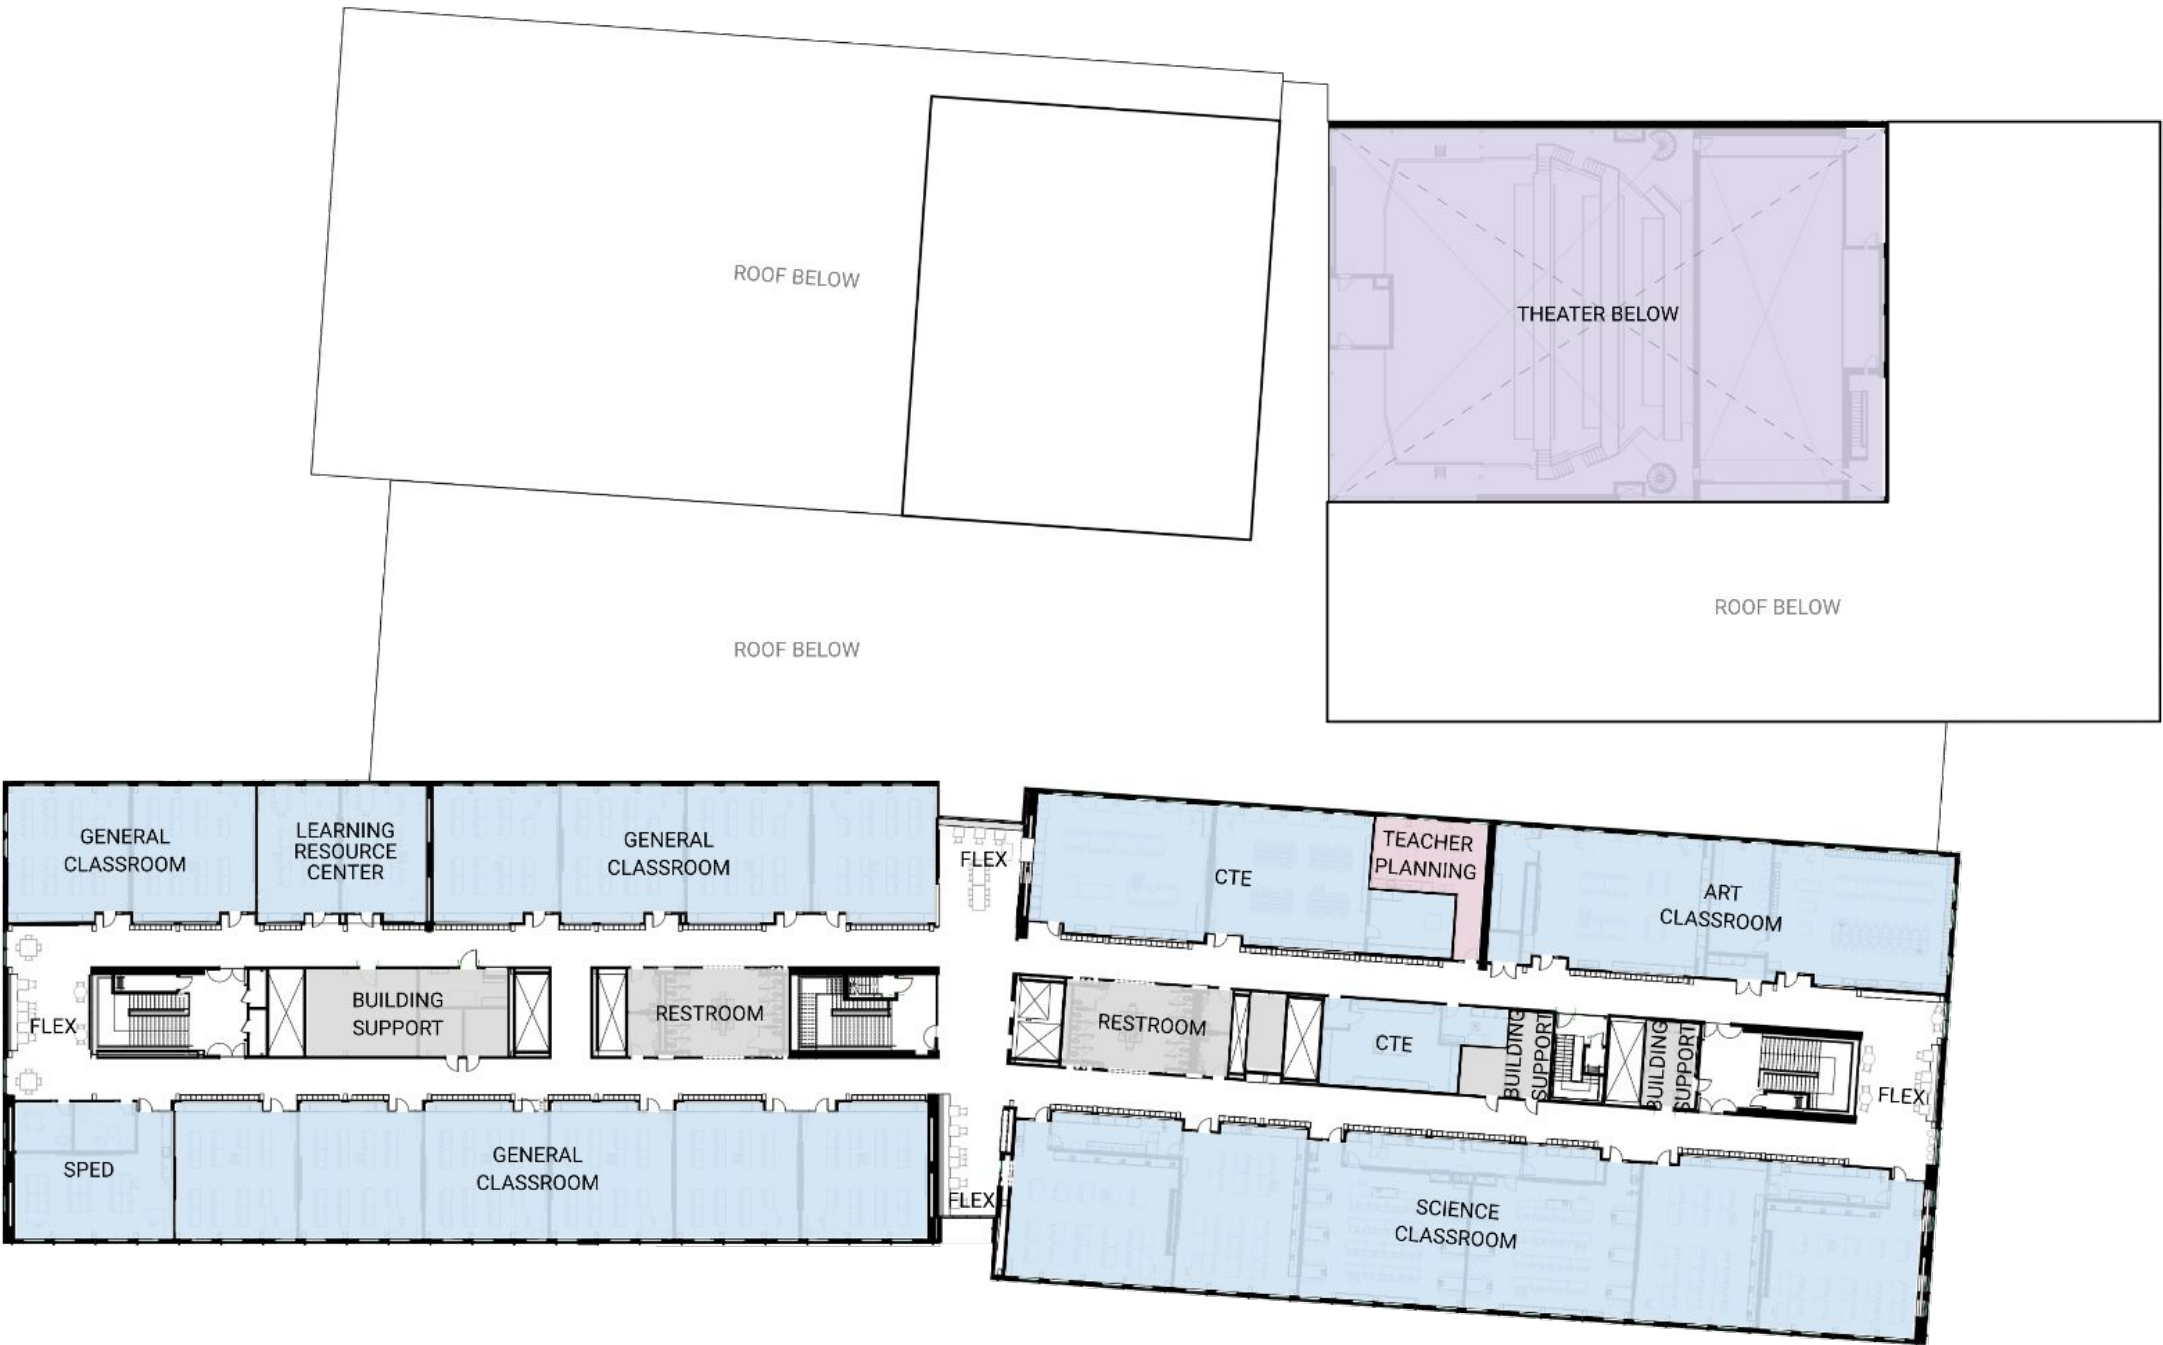 ROOF BELOW
THEATER BELOW
ROOF BELOW
ROOF BELOW
GENERAL
CLASSROOM
LEARNING
RESOURCE
CENTER
GENERAL
CLASSROOM
FLEX
CTE
TEACHER
PLANNING
ART
CLASSROOM
FLEX
BUILDING
SUPPORT
RESTROOM
RESTROOM
CTE
BUILDING
SUPPORT
BUILDING
SUPPORT
FLEX
SPED
GENERAL
CLASSROOM
FLEX
SCIENCE
CLASSROOM